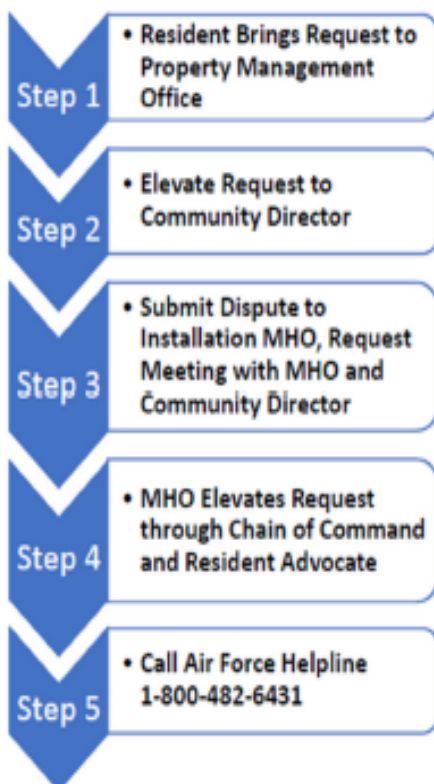 Step 1
• Resident Brings Request to
Property Management
Office
Step 2
• Elevate Request to
Community Director
Step 3
• Submit Dispute to
Installation MHO, Request
Meeting with MHO and
Community Director
Step 4
• MHO Elevates Request
through Chain of Command
and Resident Advocate
Step 5
• Call Air Force Helpline
1-800-482-6431